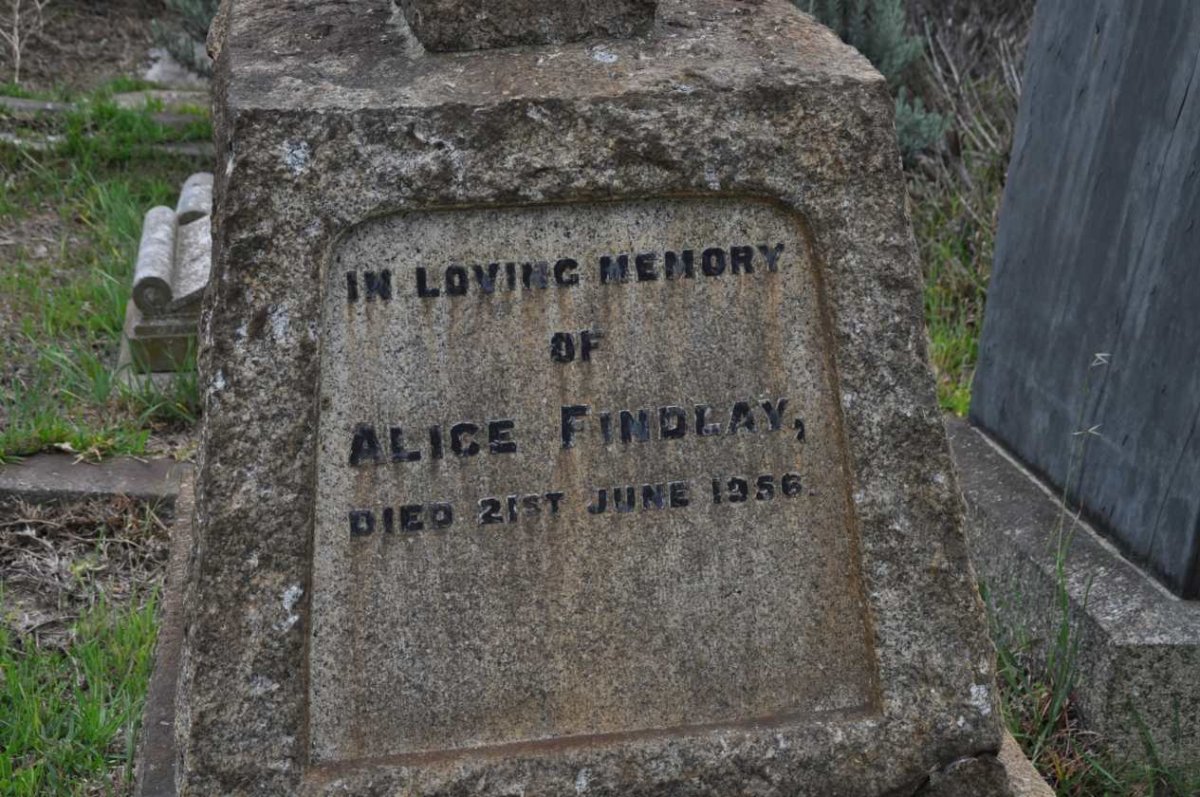 IN LOVING MEMORY
OF
ALICE FINDLAY,
DIED 21ST JUNE 1956.